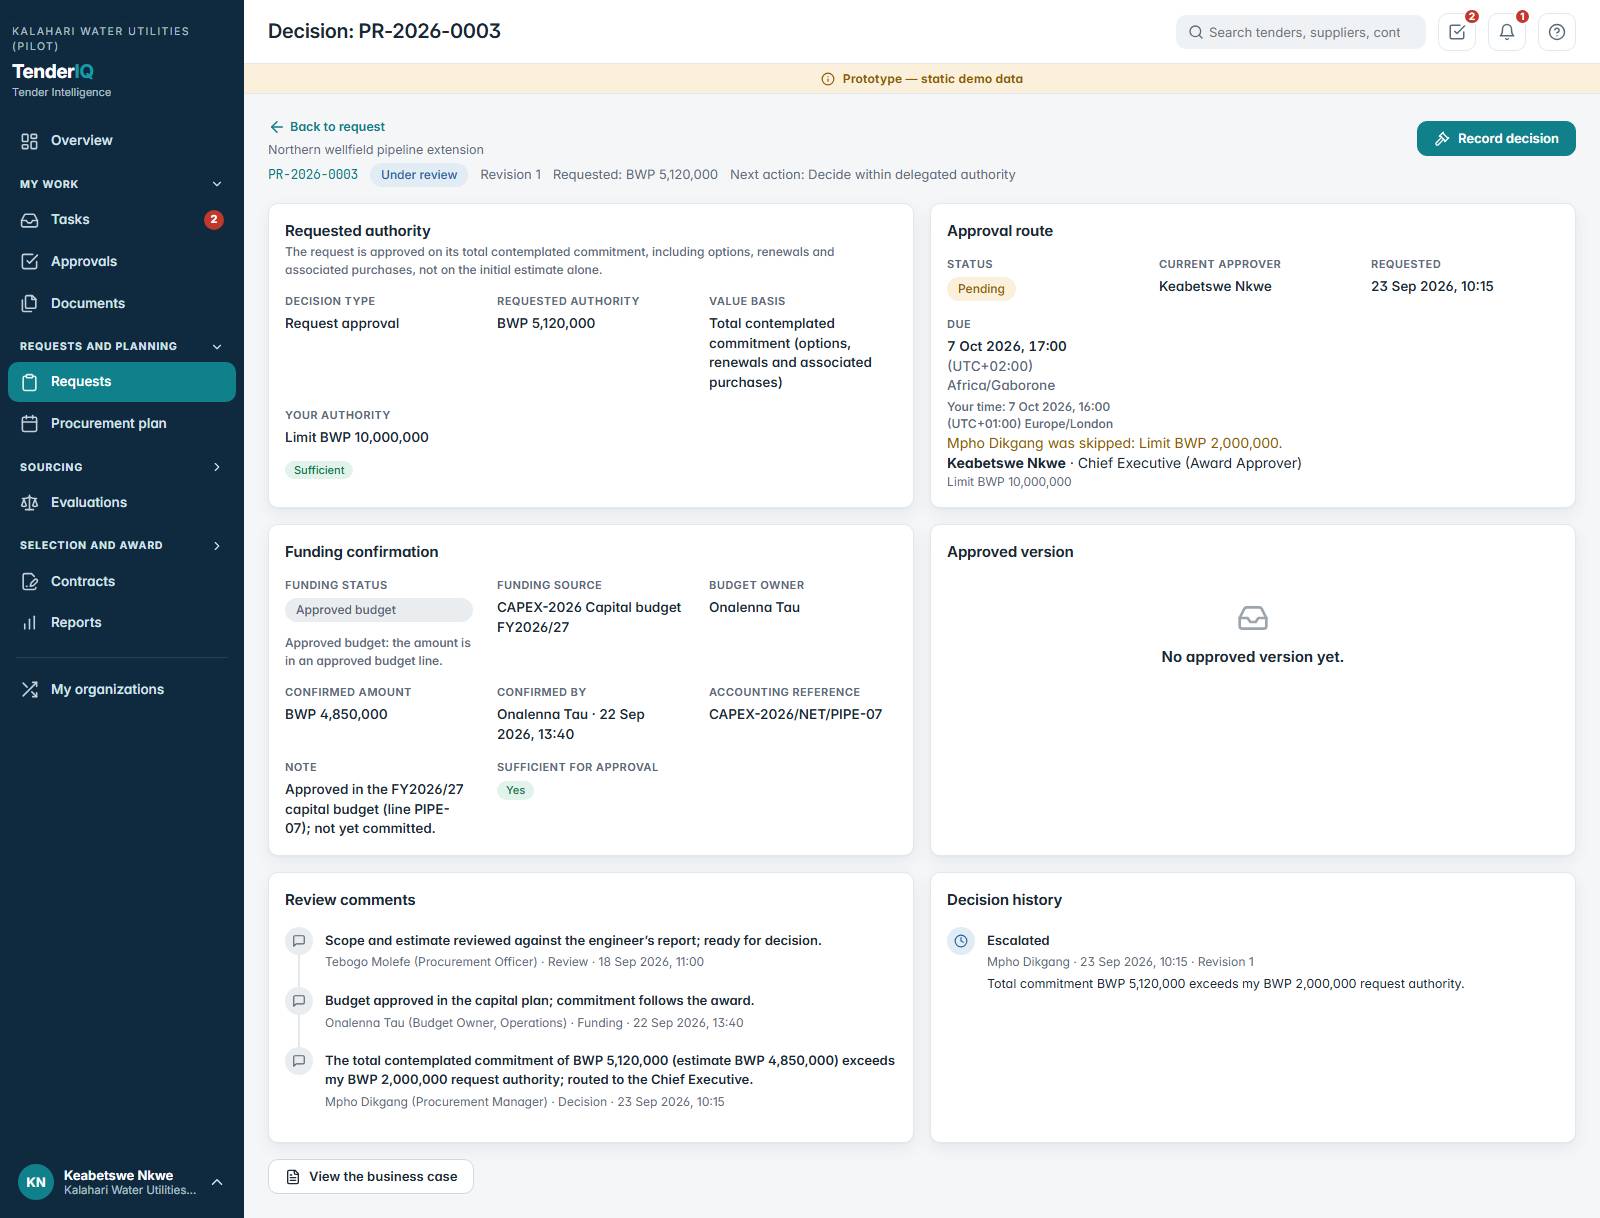 KALAHARI WATER UTILITIES
(PILOT)
TenderIQ
Tender Intelligence
Overview
MY WORK
Tasks
2
Approvals
Documents
REQUESTS AND PLANNING
Requests
Procurement plan
SOURCING
Evaluations
SELECTION AND AWARD
Contracts
Reports
My organizations
KN
Keabetswe Nkwe
Kalahari Water Utilities...
Decision: PR-2026-0003
Search tenders, suppliers, cont
2
1
Prototype — static demo data
Back to request
Northern wellfield pipeline extension
PR-2026-0003 Under review Revision 1 Requested: BWP 5,120,000 Next action: Decide within delegated authority
Record decision
Requested authority
The request is approved on its total contemplated commitment, including options, renewals and
associated purchases, not on the initial estimate alone.
DECISION TYPE
Request approval
REQUESTED AUTHORITY
BWP 5,120,000
VALUE BASIS
Total contemplated
commitment (options,
renewals and associated
purchases)
YOUR AUTHORITY
Limit BWP 10,000,000
Sufficient
Approval route
STATUS
Pending
CURRENT APPROVER
Keabetswe Nkwe
REQUESTED
23 Sep 2026, 10:15
DUE
7 Oct 2026, 17:00
(UTC+02:00)
Africa/Gaborone
Your time: 7 Oct 2026, 16:00
(UTC+01:00) Europe/London
Mpho Dikgang was skipped: Limit BWP 2,000,000.
Keabetswe Nkwe · Chief Executive (Award Approver)
Limit BWP 10,000,000
Funding confirmation
FUNDING STATUS
Approved budget
Approved budget: the amount is
in an approved budget line.
FUNDING SOURCE
CAPEX-2026 Capital budget
FY2026/27
BUDGET OWNER
Onalenna Tau
CONFIRMED AMOUNT
BWP 4,850,000
CONFIRMED BY
Onalenna Tau · 22 Sep
2026, 13:40
ACCOUNTING REFERENCE
CAPEX-2026/NET/PIPE-07
NOTE
Approved in the FY2026/27
capital budget (line PIPE-
07); not yet committed.
SUFFICIENT FOR APPROVAL
Yes
Approved version
No approved version yet.
Review comments
Scope and estimate reviewed against the engineer’s report; ready for decision.
Tebogo Molefe (Procurement Officer) · Review · 18 Sep 2026, 11:00
Budget approved in the capital plan; commitment follows the award.
Onalenna Tau (Budget Owner, Operations) · Funding · 22 Sep 2026, 13:40
The total contemplated commitment of BWP 5,120,000 (estimate BWP 4,850,000) exceeds
my BWP 2,000,000 request authority; routed to the Chief Executive.
Mpho Dikgang (Procurement Manager) · Decision · 23 Sep 2026, 10:15
Decision history
Escalated
Mpho Dikgang · 23 Sep 2026, 10:15 · Revision 1
Total commitment BWP 5,120,000 exceeds my BWP 2,000,000 request authority.
View the business case